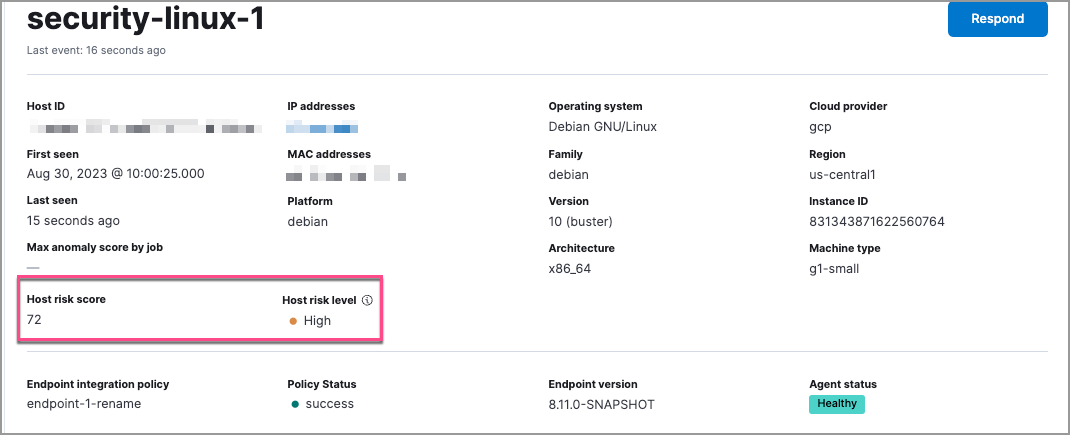 security-linux-1
Respond
Last event: 16 seconds ago
Host ID
IP addresses
Operating system
Debian GNU/Linux
Cloud provider
gcp
First seen
Aug 30, 2023 @ 10:00:25.000
MAC addresses
Family
debian
Region
us-central1
Last seen
15 seconds ago
Platform
debian
Version
10 (buster)
Instance ID
831343871622560764
Max anomaly score by job
—
Architecture
x86_64
Machine type
g1-small
Host risk score
72
Host risk level
High
Endpoint integration policy
endpoint-1-rename
Policy Status
success
Endpoint version
8.11.0-SNAPSHOT
Agent status
Healthy